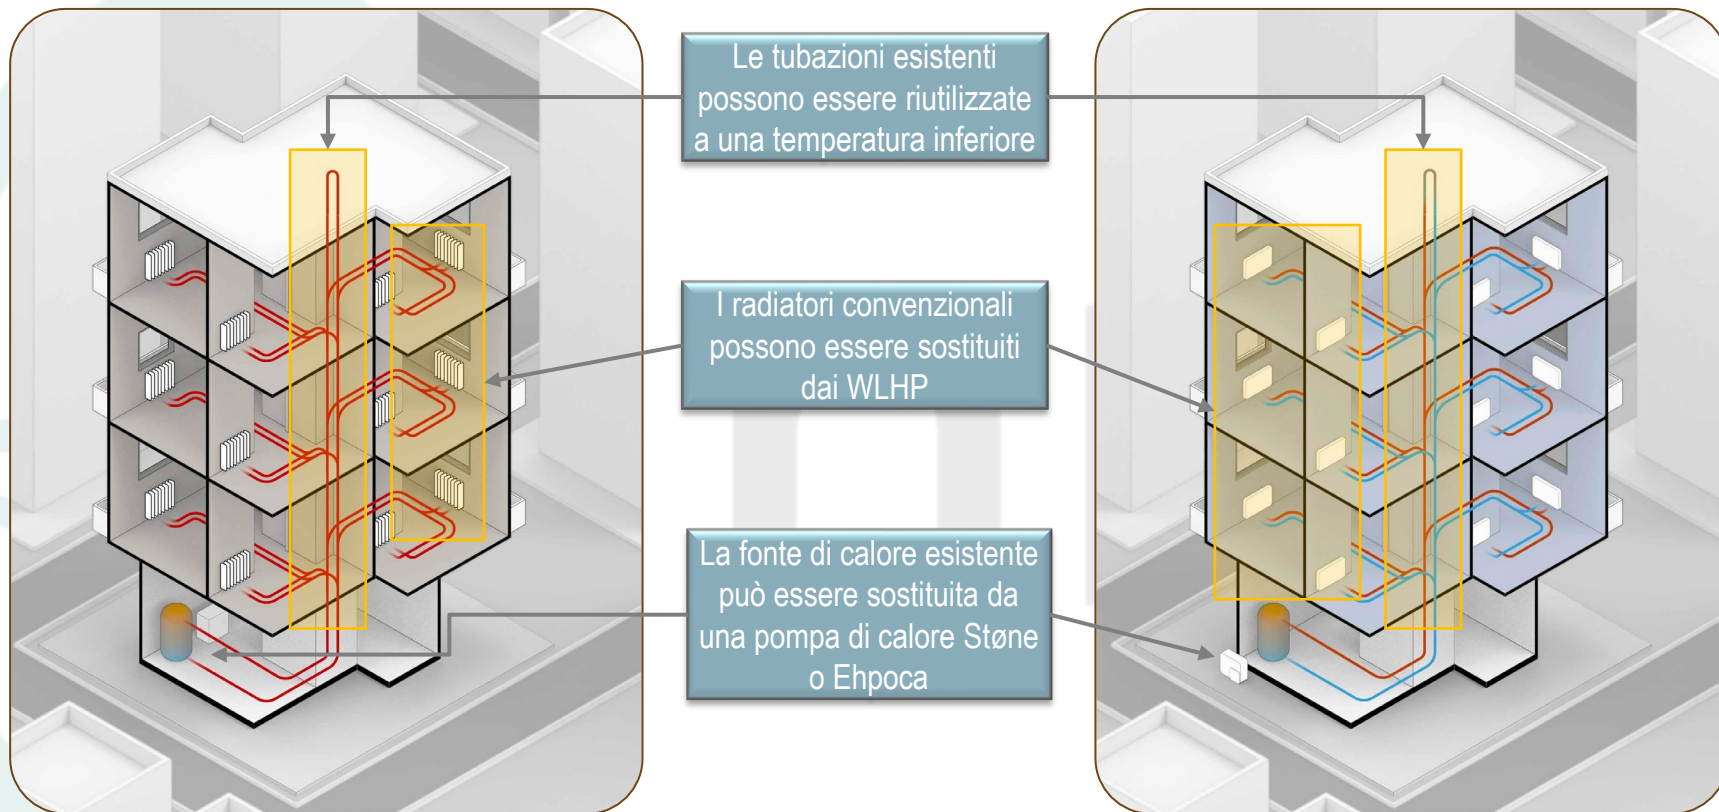 Le tubazioni esistenti
possono essere riutilizzate
a una temperatura inferiore
I radiatori convenzionali
possono essere sostituiti
dai WLHP
La fonte di calore esistente
può essere sostituita da
una pompa di calore Støne
o Ehpoca